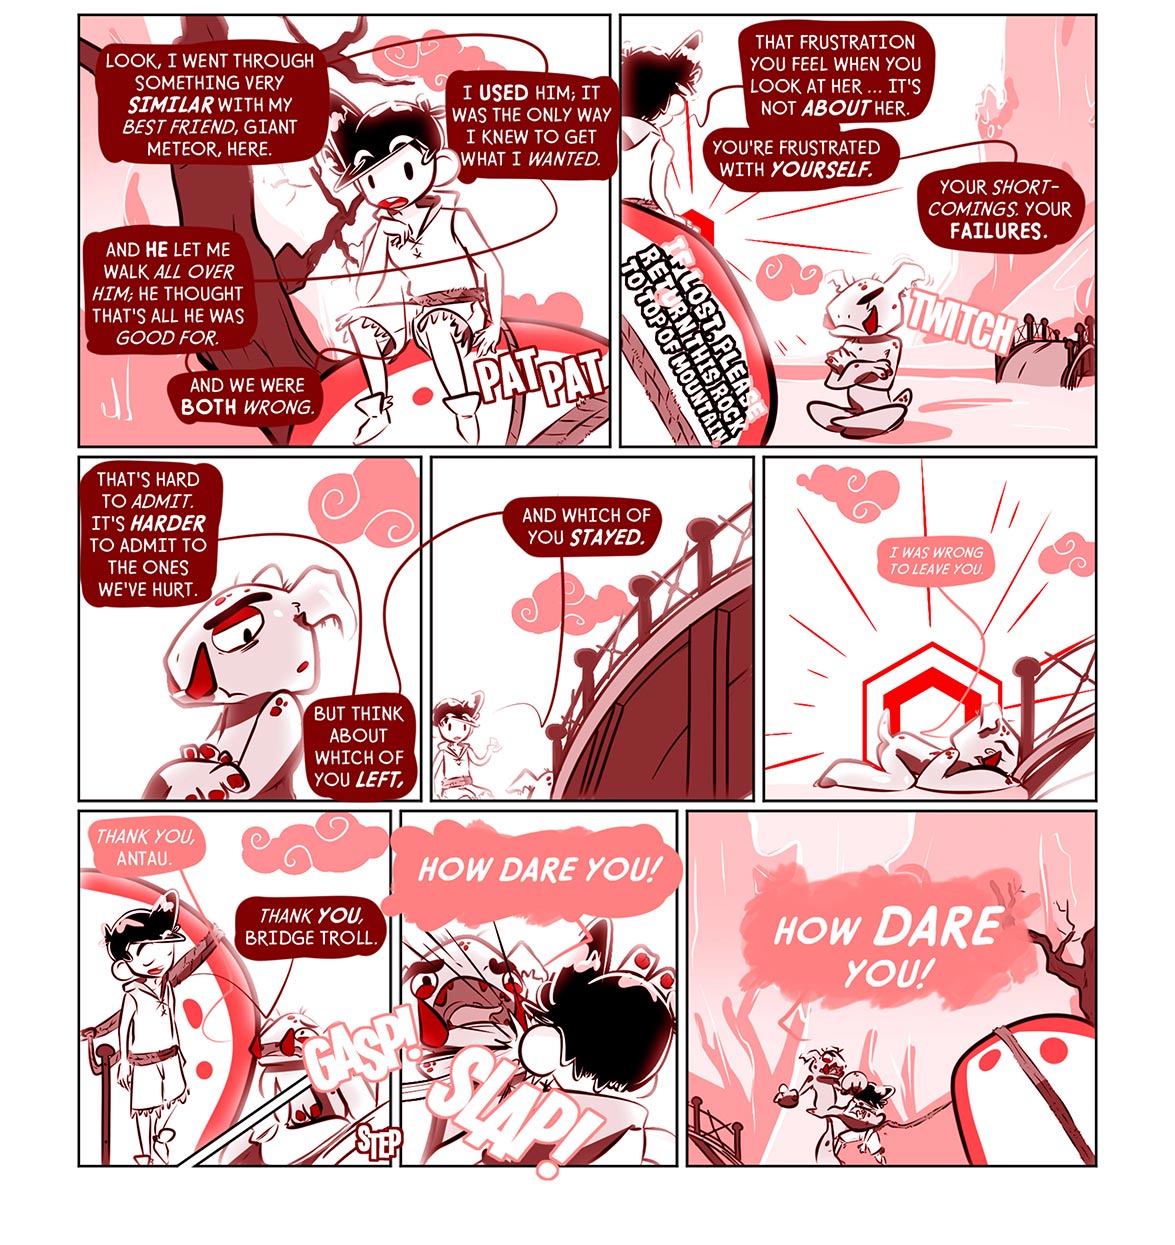 LOOK, I WENT THROUGH
SOMETHING VERY
SIMILAR WITH MY
BEST FRIEND, GIANT
METEOR, HERE.
I USED HIM; IT
WAS THE ONLY WAY
I KNEW TO GET
WHAT I WANTED.
AND HE LET ME
WALK ALL OVER
HIM; HE THOUGHT
THAT'S ALL HE WAS
GOOD FOR.
AND WE WERE
BOTH WRONG.
PAT PAT
THAT FRUSTRATION
YOU FEEL WHEN YOU
LOOK AT HER ... IT'S
NOT ABOUT HER.
YOU'RE FRUSTRATED
WITH YOURSELF.
YOUR SHORT-
COMINGS. YOUR
FAILURES.
IF LOST, PLEASE
RETURN THIS ROCK
TO TOP OF MOUNTAIN.
TWITCH
THAT'S HARD
TO ADMIT.
IT'S HARDER
TO ADMIT TO
THE ONES
WE'VE HURT.
BUT THINK
ABOUT
WHICH OF
YOU LEFT,
AND WHICH OF
YOU STAYED.
I WAS WRONG
TO LEAVE YOU.
THANK YOU,
ANTAU.
THANK YOU,
BRIDGE TROLL.
STEP
GASP!
HOW DARE YOU!
SLAP!
HOW DARE
YOU!